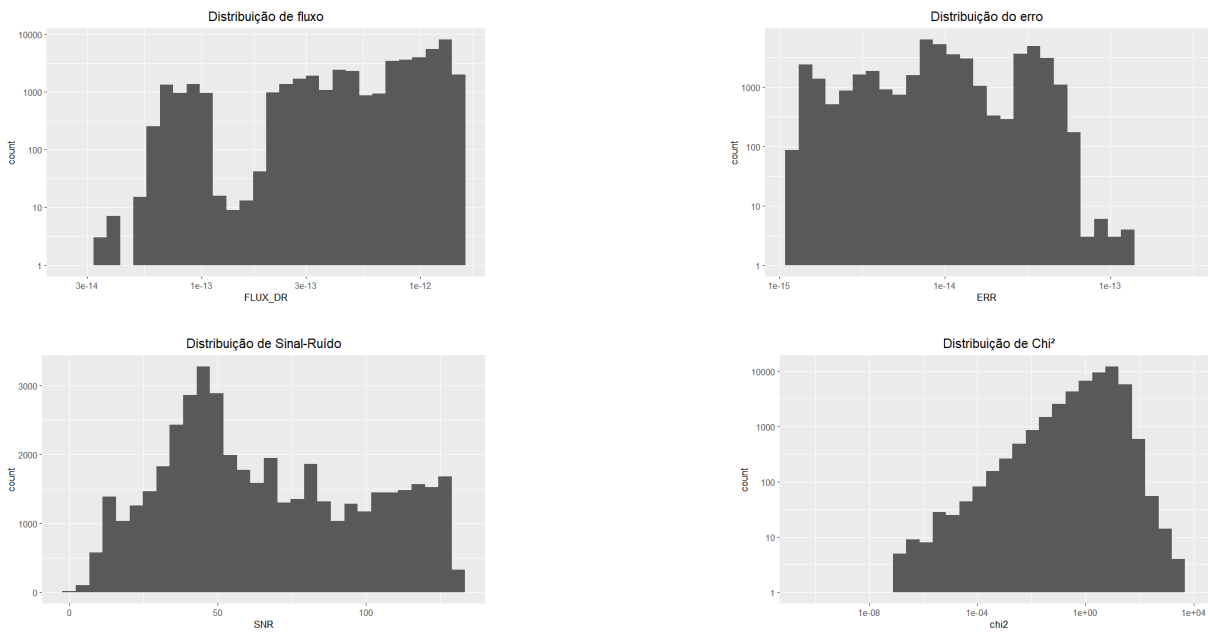 Distribuição de fluxo
10000
1000
100
10
1
count
3e-14 1e-13 3e-13 1e-12
FLUX_DR
Distribuição do erro
1000
100
10
1
count
1e-15 1e-14 1e-13
ERR
Distribuição de Sinal-Ruído
3000
2000
1000
0
count
0 50 100
SNR
Distribuição de Chi²
10000
1000
100
10
1
count
1e-08 1e-04 1e+00 1e+04
chi2